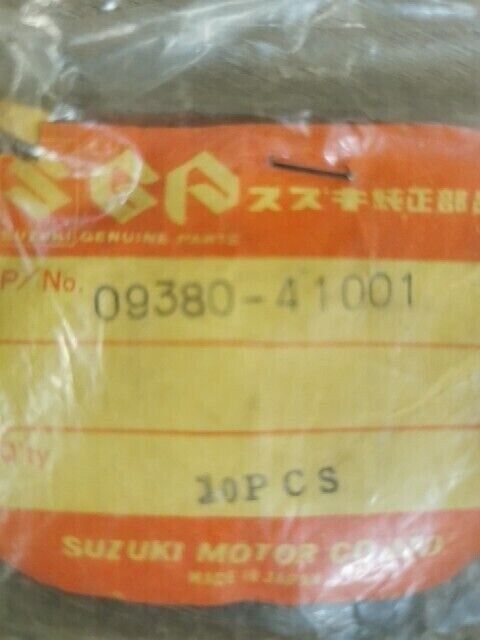 SGP スズキ純正部品
SUZUKI GENUINE PARTS
P/No. 09380-41001
Q'ty
10PCS
SUZUKI MOTOR CO.,LTD.
MADE IN JAPAN